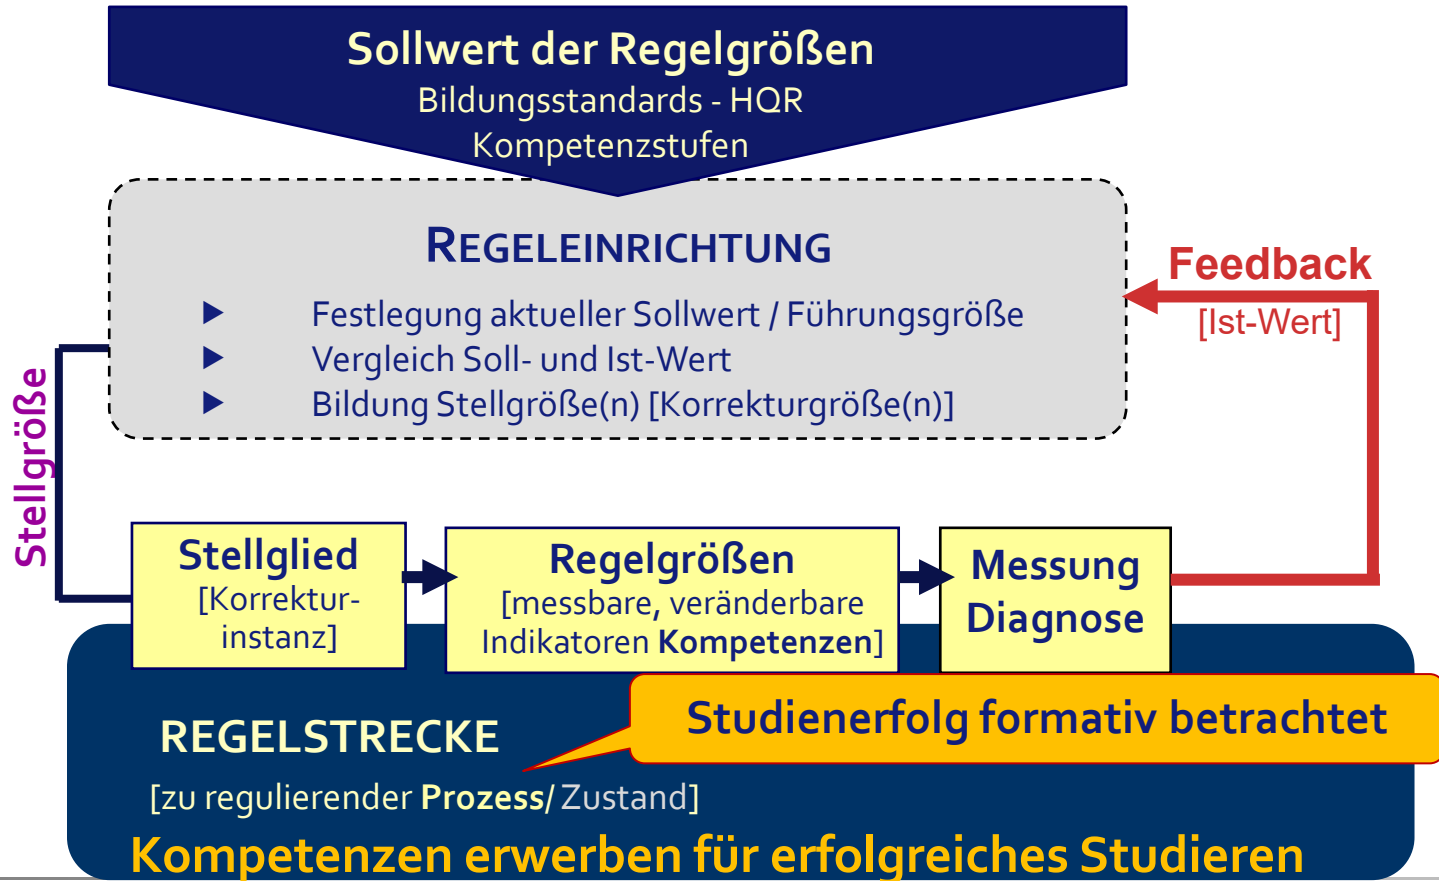 Sollwert der Regelgrößen
Bildungsstandards - HQR
Kompetenzstufen
REGELEINRICHTUNG
Festlegung aktueller Sollwert / Führungsgröße
Vergleich Soll- und Ist-Wert
Bildung Stellgröße(n) [Korrekturgröße(n)]
Feedback
[Ist-Wert]
Stellgröße
Stellglied
[Korrektur-
instanz]
Regelgrößen
[messbare, veränderbare
Indikatoren Kompetenzen]
Messung
Diagnose
Studienerfolg formativ betrachtet
REGELSTRECKE
[zu regulierender Prozess/ Zustand]
Kompetenzen erwerben für erfolgreiches Studieren